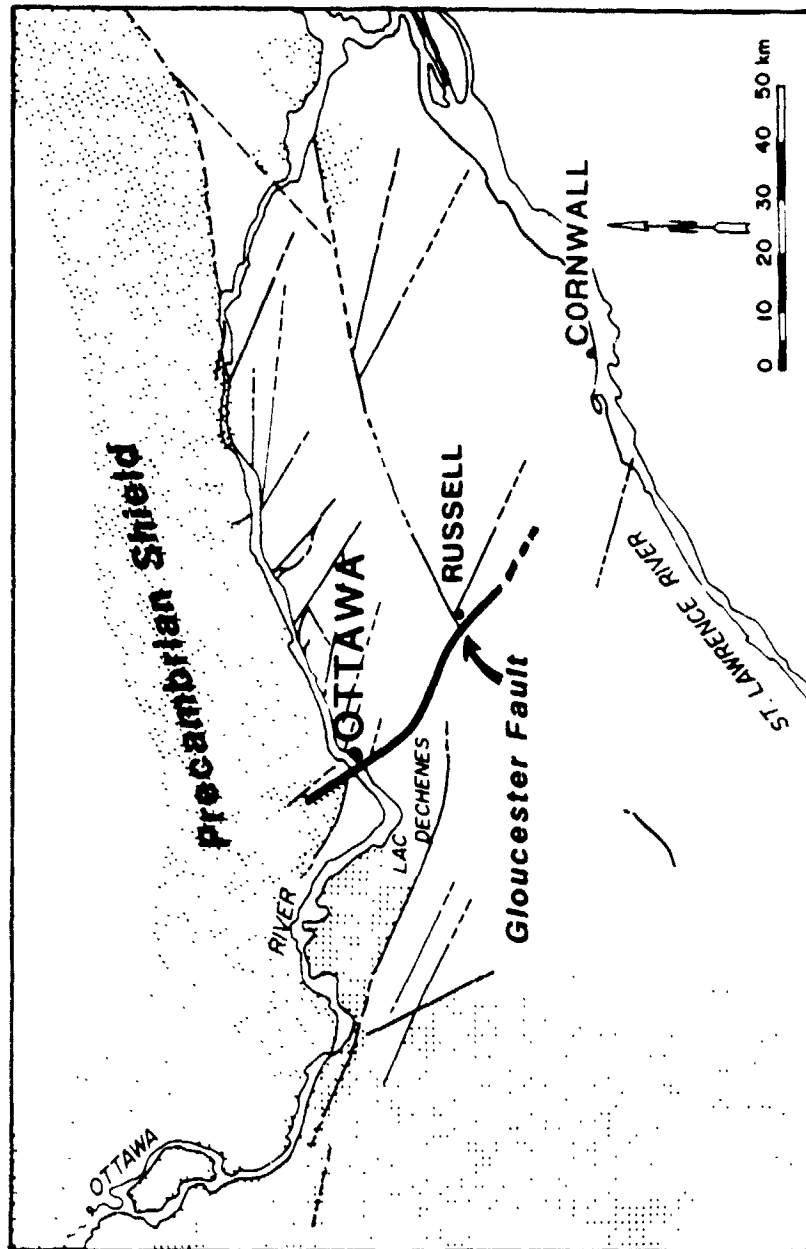 Precambrian Shield
OTTAWA
RIVER
OTTAWA
LAC
DECHENES
RUSSELL
Gloucester Fault
CORNWALL
ST. LAWRENCE RIVER
N
0 10 20 30 40 50 km